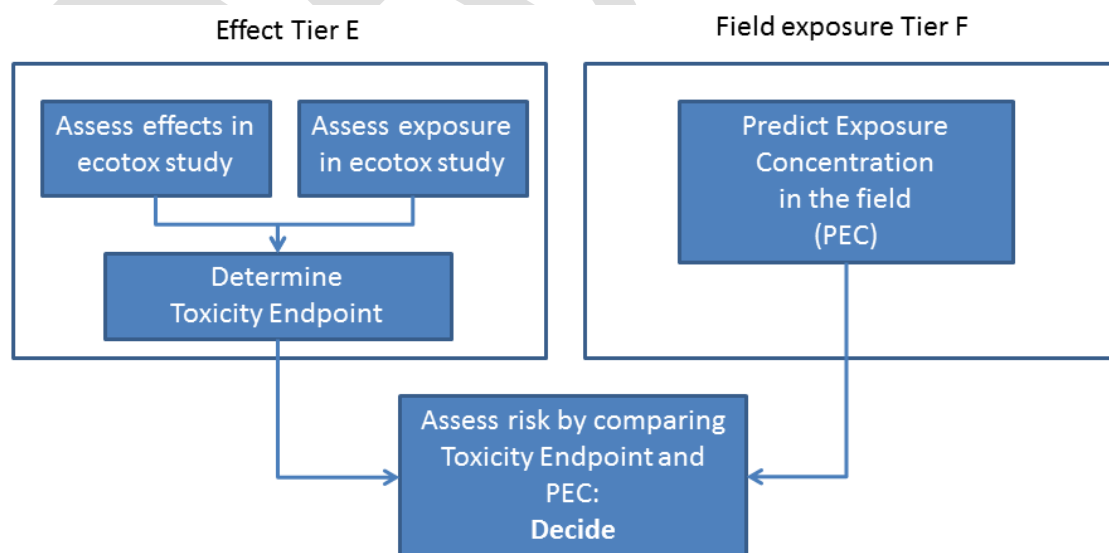 Effect Tier E
Field exposure Tier F
Assess effects in
ecotox study
Assess exposure
in ecotox study
Predict Exposure
Concentration
in the field
(PEC)
Determine
Toxicity Endpoint
Assess risk by comparing
Toxicity Endpoint and
PEC:
Decide